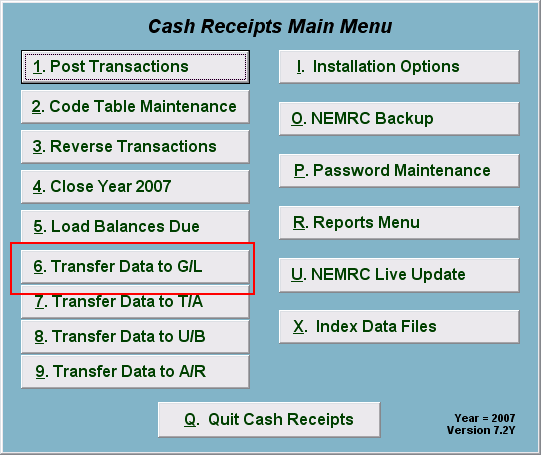 Cash Receipts Main Menu
1. Post Transactions
2. Code Table Maintenance
3. Reverse Transactions
4. Close Year 2007
5. Load Balances Due
6. Transfer Data to G/L
7. Transfer Data to T/A
8. Transfer Data to U/B
9. Transfer Data to A/R
I. Installation Options
O. NEMRC Backup
P. Password Maintenance
R. Reports Menu
U. NEMRC Live Update
X. Index Data Files
Q. Quit Cash Receipts
Year = 2007
Version 7.2Y